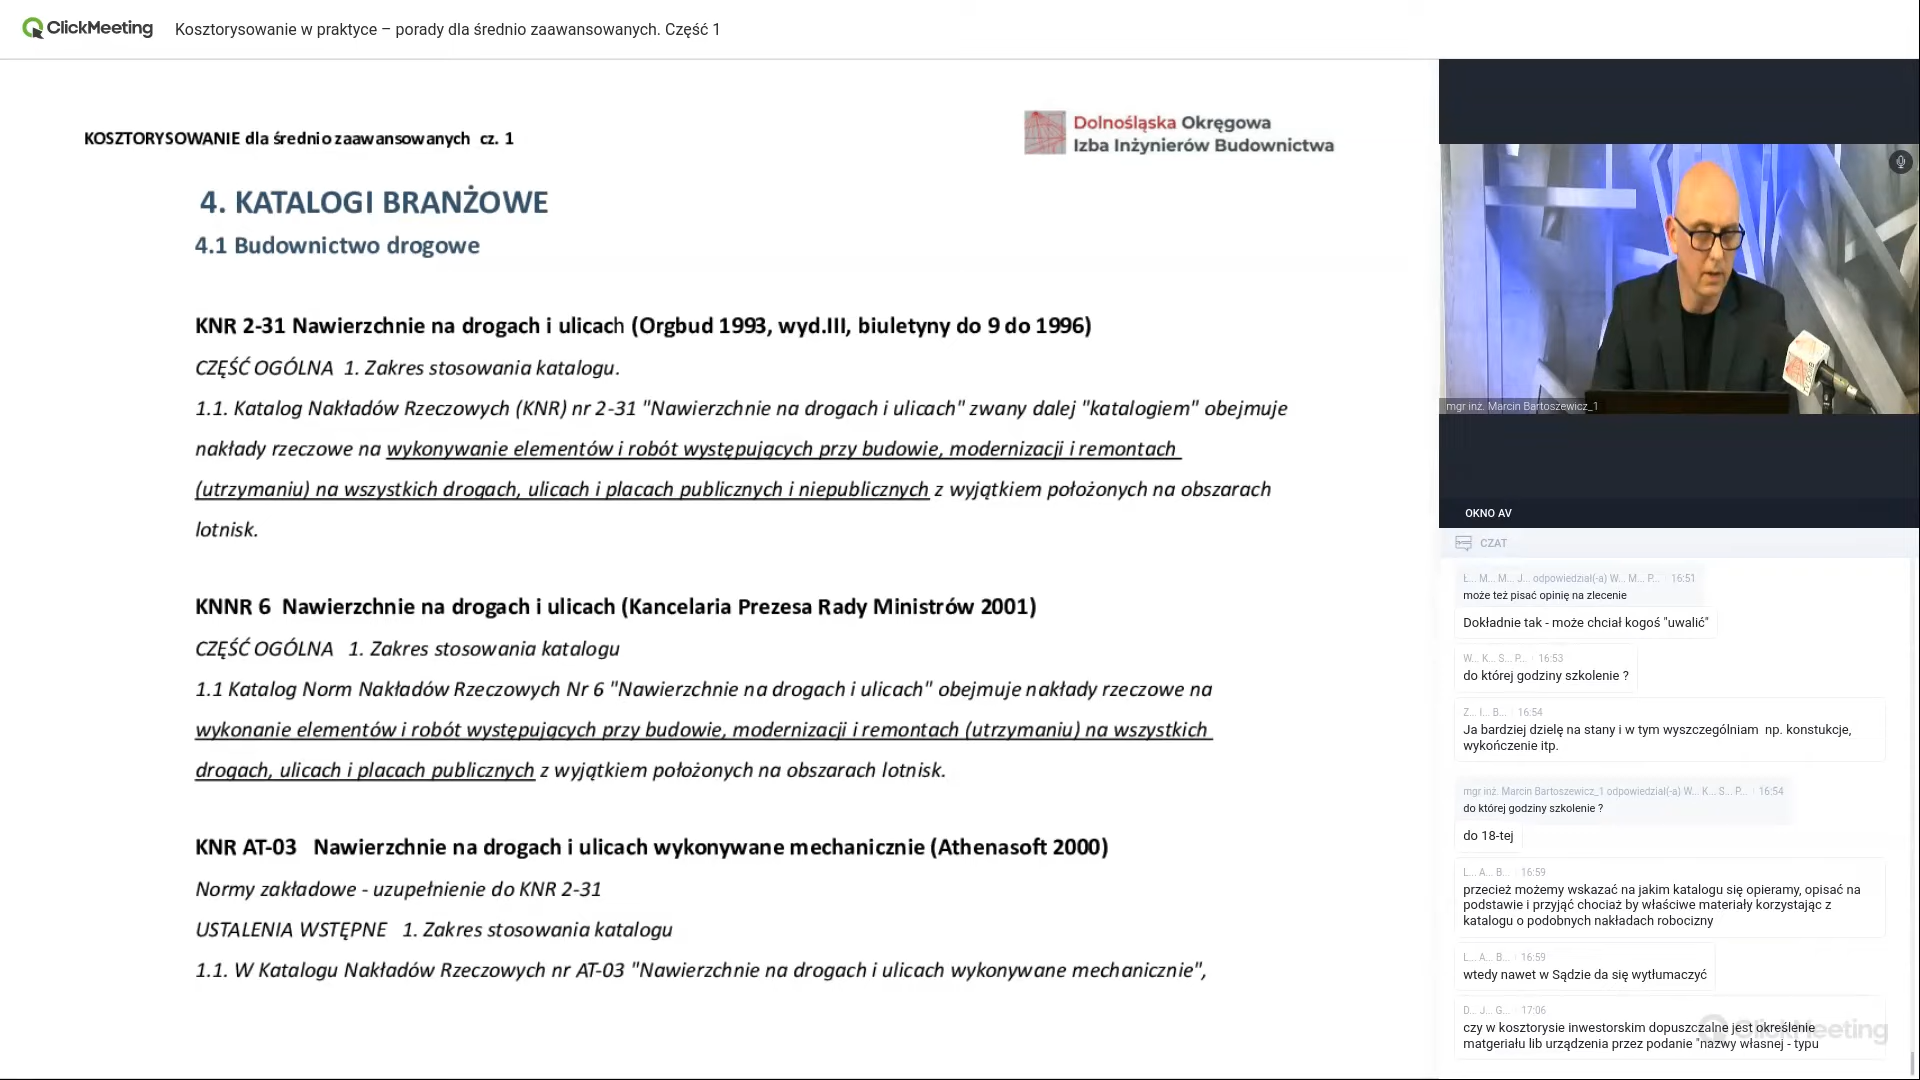 ClickMeeting
Kosztorysowanie w praktyce – porady dla średnio zaawansowanych. Część 1
KOSZTORYSOWANIE dla średnio zaawansowanych cz. 1
Dolnośląska Okręgowa
Izba Inżynierów Budownictwa
4. KATALOGI BRANŻOWE
4.1 Budownictwo drogowe
KNR 2-31 Nawierzchnie na drogach i ulicach (Orgbud 1993, wyd.III, biuletyny do 9 do 1996)
CZĘŚĆ OGÓLNA 1. Zakres stosowania katalogu.
1.1. Katalog Nakładów Rzeczowych (KNR) nr 2-31 "Nawierzchnie na drogach i ulicach" zwany dalej "katalogiem" obejmuje
nakłady rzeczowe na wykonywanie elementów i robót występujących przy budowie, modernizacji i remontach
(utrzymaniu) na wszystkich drogach, ulicach i placach publicznych i niepublicznych z wyjątkiem położonych na obszarach
lotnisk.
KNNR 6 Nawierzchnie na drogach i ulicach (Kancelaria Prezesa Rady Ministrów 2001)
CZĘŚĆ OGÓLNA 1. Zakres stosowania katalogu
1.1 Katalog Norm Nakładów Rzeczowych Nr 6 "Nawierzchnie na drogach i ulicach" obejmuje nakłady rzeczowe na
wykonanie elementów i robót występujących przy budowie, modernizacji i remontach (utrzymaniu) na wszystkich
drogach, ulicach i placach publicznych z wyjątkiem położonych na obszarach lotnisk.
KNR AT-03 Nawierzchnie na drogach i ulicach wykonywane mechanicznie (Athenasoft 2000)
Normy zakładowe - uzupełnienie do KNR 2-31
USTALENIA WSTĘPNE 1. Zakres stosowania katalogu
1.1. W Katalogu Nakładów Rzeczowych nr AT-03 "Nawierzchnie na drogach i ulicach wykonywane mechanicznie",
mgr inż. Marcin Bartoszewicz_1
OKNO AV
CZAT
Ł... M... M... J... odpowiedział(-a) W... M... P... 16:51
może też pisać opinię na zlecenie
Dokładnie tak - może chciał kogoś "uwalić"
W... K... S... P... 16:53
do której godziny szkolenie ?
Z... I... B... 16:54
Ja bardziej dzielę na stany i w tym wyszczególniam np. konstukcje,
wykończenie itp.
mgr inż. Marcin Bartoszewicz_1 odpowiedział(-a) W... K... S... P... 16:54
do której godziny szkolenie ?
do 18-tej
L... A... B... 16:59
przecież możemy wskazać na jakim katalogu się opieramy, opisać na
podstawie i przyjąć chociaż by właściwe materiały korzystając z
katalogu o podobnych nakładach robocizny
L... A... B... 16:59
wtedy nawet w Sądzie da się wytłumaczyć
D... J... G... 17:06
czy w kosztorysie inwestorskim dopuszczalne jest określenie
matgeriału lib urządzenia przez podanie "nazwy własnej - typu
ClickMeeting